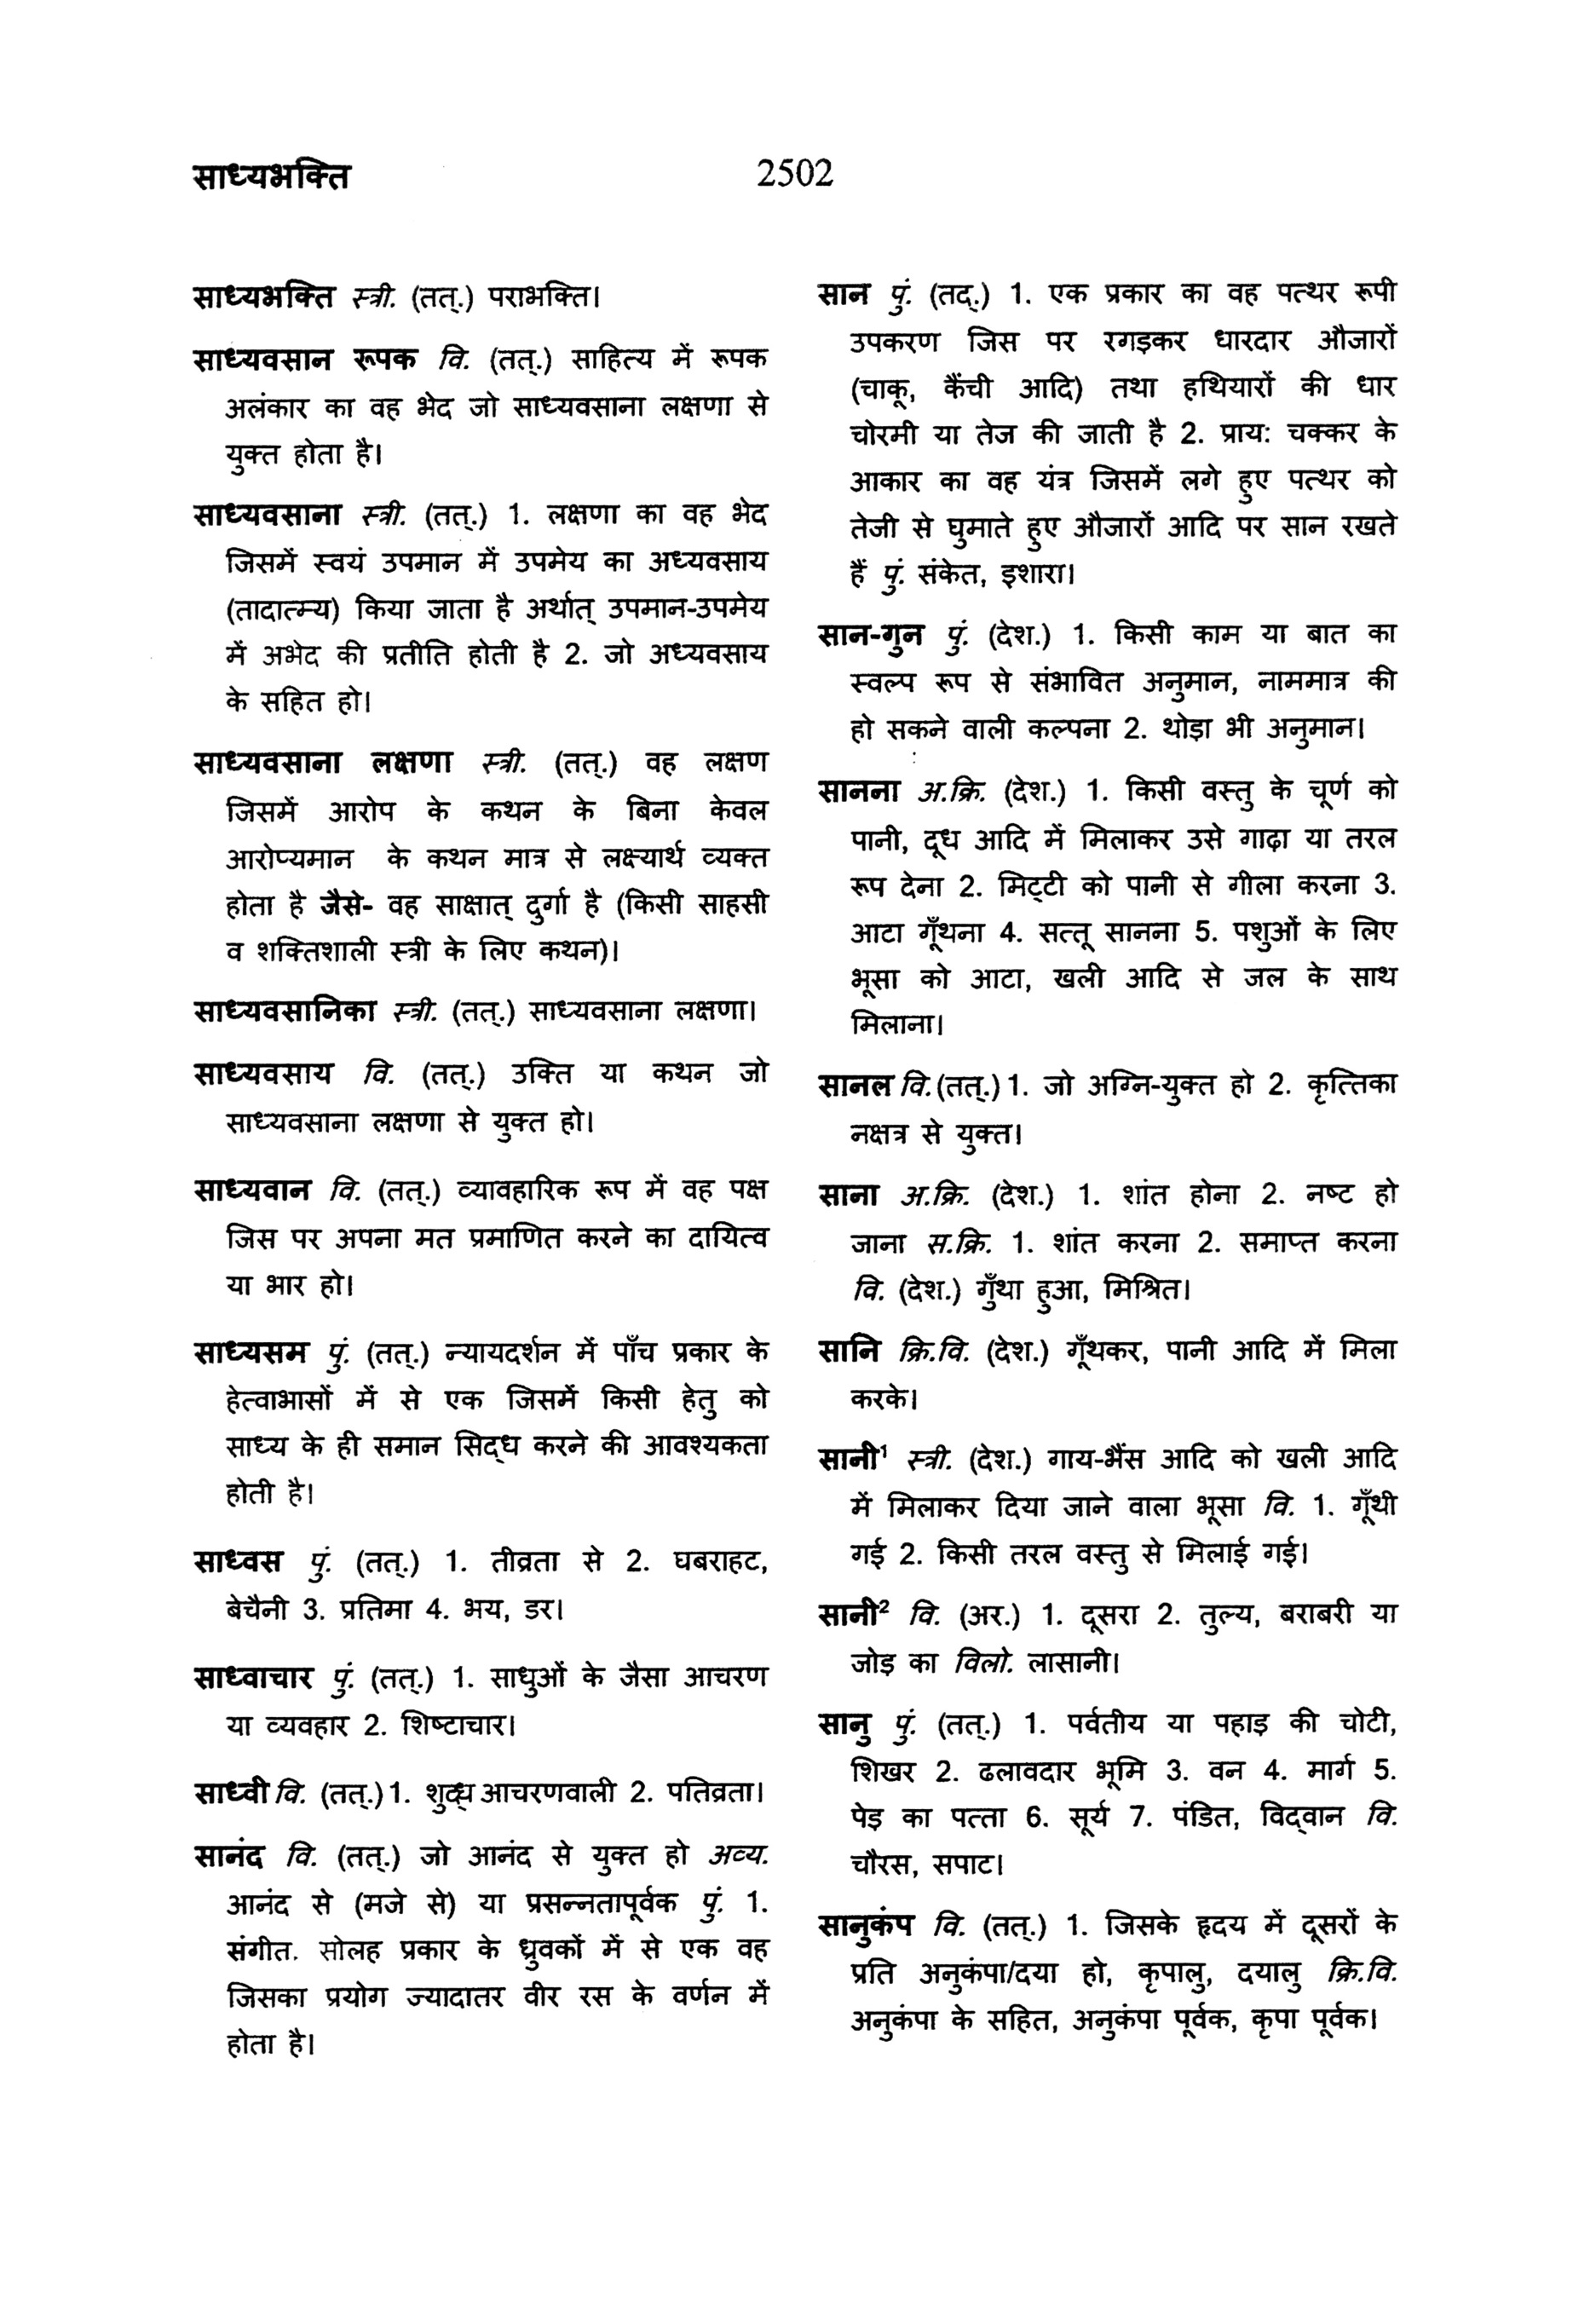 साध्यभक्ति
2502
साध्यभक्ति स्त्री. (तत्.) पराभक्ति।
साध्यवसान रूपक वि. (तत्.) साहित्य में रूपक
अलंकार का वह भेद जो साध्यवसाना लक्षणा से
युक्त होता है।
साध्यवसाना स्त्री. (तत्.) 1. लक्षणा का वह भेद
जिसमें स्वयं उपमान में उपमेय का अध्यवसाय
(तादात्म्य) किया जाता है अर्थात् उपमान-उपमेय
में अभेद की प्रतीति होती है 2. जो अध्यवसाय
के सहित हो।
साध्यवसाना लक्षणा स्त्री. (तत्.) वह लक्षण
जिसमें आरोप के कथन के बिना केवल
आरोप्यमान के कथन मात्र से लक्ष्यार्थ व्यक्त
होता है जैसे- वह साक्षात् दुर्गा है (किसी साहसी
व शक्तिशाली स्त्री के लिए कथन)।
साध्यवसानिका स्त्री. (तत्.) साध्यवसाना लक्षणा।
साध्यवसाय वि. (तत्.) उक्ति या कथन जो
साध्यवसाना लक्षणा से युक्त हो।
साध्यवान वि. (तत्.) व्यावहारिक रूप में वह पक्ष
जिस पर अपना मत प्रमाणित करने का दायित्व
या भार हो।
साध्यसम पुं. (तत्.) न्यायदर्शन में पाँच प्रकार के
हेत्वाभासों में से एक जिसमें किसी हेतु को
साध्य के ही समान सिद्ध करने की आवश्यकता
होती है।
साध्वस पुं. (तत्.) 1. तीव्रता से 2. घबराहट,
बेचैनी 3. प्रतिमा 4. भय, डर।
साध्वाचार पुं. (तत्.) 1. साधुओं के जैसा आचरण
या व्यवहार 2. शिष्टाचार।
साध्वी वि. (तत्.) 1. शुद्ध आचरणवाली 2. पतिव्रता।
सानंद वि. (तत्.) जो आनंद से युक्त हो अव्य.
आनंद से (मजे से) या प्रसन्नतापूर्वक पुं. 1.
संगीत. सोलह प्रकार के ध्रुवकों में से एक वह
जिसका प्रयोग ज्यादातर वीर रस के वर्णन में
होता है।
सान पुं. (तद्.) 1. एक प्रकार का वह पत्थर रूपी
उपकरण जिस पर रगड़कर धारदार औजारों
(चाकू, कैंची आदि) तथा हथियारों की धार
चोरमी या तेज की जाती है 2. प्राय: चक्कर के
आकार का वह यंत्र जिसमें लगे हुए पत्थर को
तेजी से घुमाते हुए औजारों आदि पर सान रखते
हैं पुं. संकेत, इशारा।
सान-गुन पुं. (देश.) 1. किसी काम या बात का
स्वल्प रूप से संभावित अनुमान, नाममात्र की
हो सकने वाली कल्पना 2. थोड़ा भी अनुमान।
सानना अ.क्रि. (देश.) 1. किसी वस्तु के चूर्ण को
पानी, दूध आदि में मिलाकर उसे गाढ़ा या तरल
रूप देना 2. मिट्टी को पानी से गीला करना 3.
आटा गूँथना 4. सत्तू सानना 5. पशुओं के लिए
भूसा को आटा, खली आदि से जल के साथ
मिलाना।
सानल वि. (तत्.) 1. जो अग्नि-युक्त हो 2. कृत्तिका
नक्षत्र से युक्त।
साना अ.क्रि. (देश.) 1. शांत होना 2. नष्ट हो
जाना स.क्रि. 1. शांत करना 2. समाप्त करना
वि. (देश.) गुँथा हुआ, मिश्रित।
सानि क्रि.वि. (देश.) गूँथकर, पानी आदि में मिला
करके।
सानी¹ स्त्री. (देश.) गाय-भैंस आदि को खली आदि
में मिलाकर दिया जाने वाला भूसा वि. 1. गूँथी
गई 2. किसी तरल वस्तु से मिलाई गई।
सानी² वि. (अर.) 1. दूसरा 2. तुल्य, बराबरी या
जोड़ का विलो. लासानी।
सानु पुं. (तत्.) 1. पर्वतीय या पहाड़ की चोटी,
शिखर 2. ढलावदार भूमि 3. वन 4. मार्ग 5.
पेड़ का पत्ता 6. सूर्य 7. पंडित, विद्वान वि.
चौरस, सपाट।
सानुकंप वि. (तत्.) 1. जिसके हृदय में दूसरों के
प्रति अनुकंपा/दया हो, कृपालु, दयालु क्रि.वि.
अनुकंपा के सहित, अनुकंपा पूर्वक, कृपा पूर्वक।